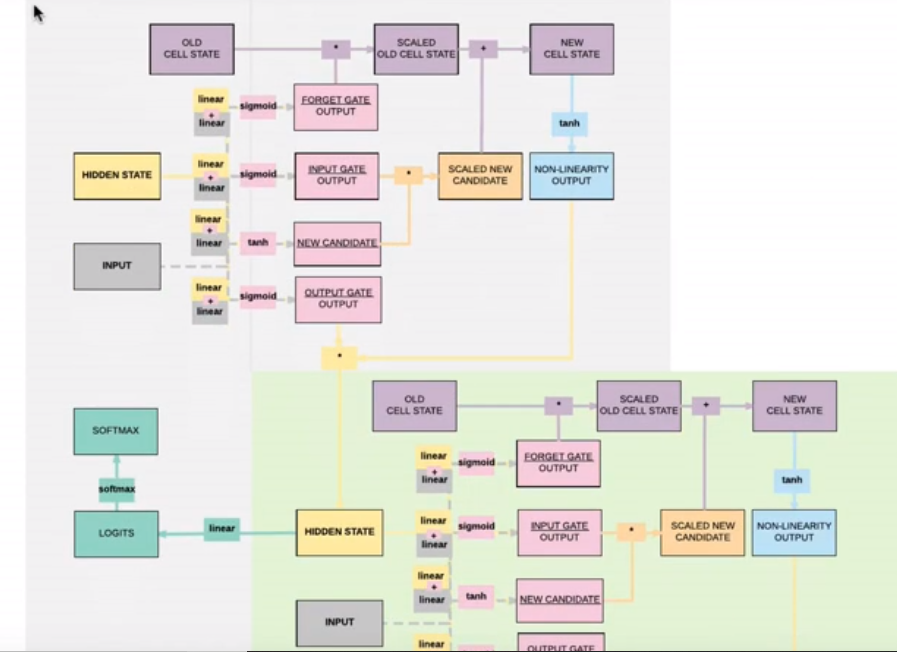 OLD
CELL STATE
*
SCALED
OLD CELL STATE
+
NEW
CELL STATE
linear
+
linear
sigmoid
FORGET GATE
OUTPUT
tanh
HIDDEN STATE
linear
+
linear
sigmoid
INPUT GATE
OUTPUT
*
SCALED NEW
CANDIDATE
NON-LINEARITY
OUTPUT
linear
+
linear
tanh
NEW CANDIDATE
INPUT
linear
+
linear
sigmoid
OUTPUT GATE
OUTPUT
*
OLD
CELL STATE
*
SCALED
OLD CELL STATE
+
NEW
CELL STATE
SOFTMAX
softmax
LOGITS
linear
linear
+
linear
sigmoid
FORGET GATE
OUTPUT
tanh
HIDDEN STATE
linear
+
linear
sigmoid
INPUT GATE
OUTPUT
*
SCALED NEW
CANDIDATE
NON-LINEARITY
OUTPUT
linear
+
linear
tanh
NEW CANDIDATE
INPUT
linear
OUTPUT GATE